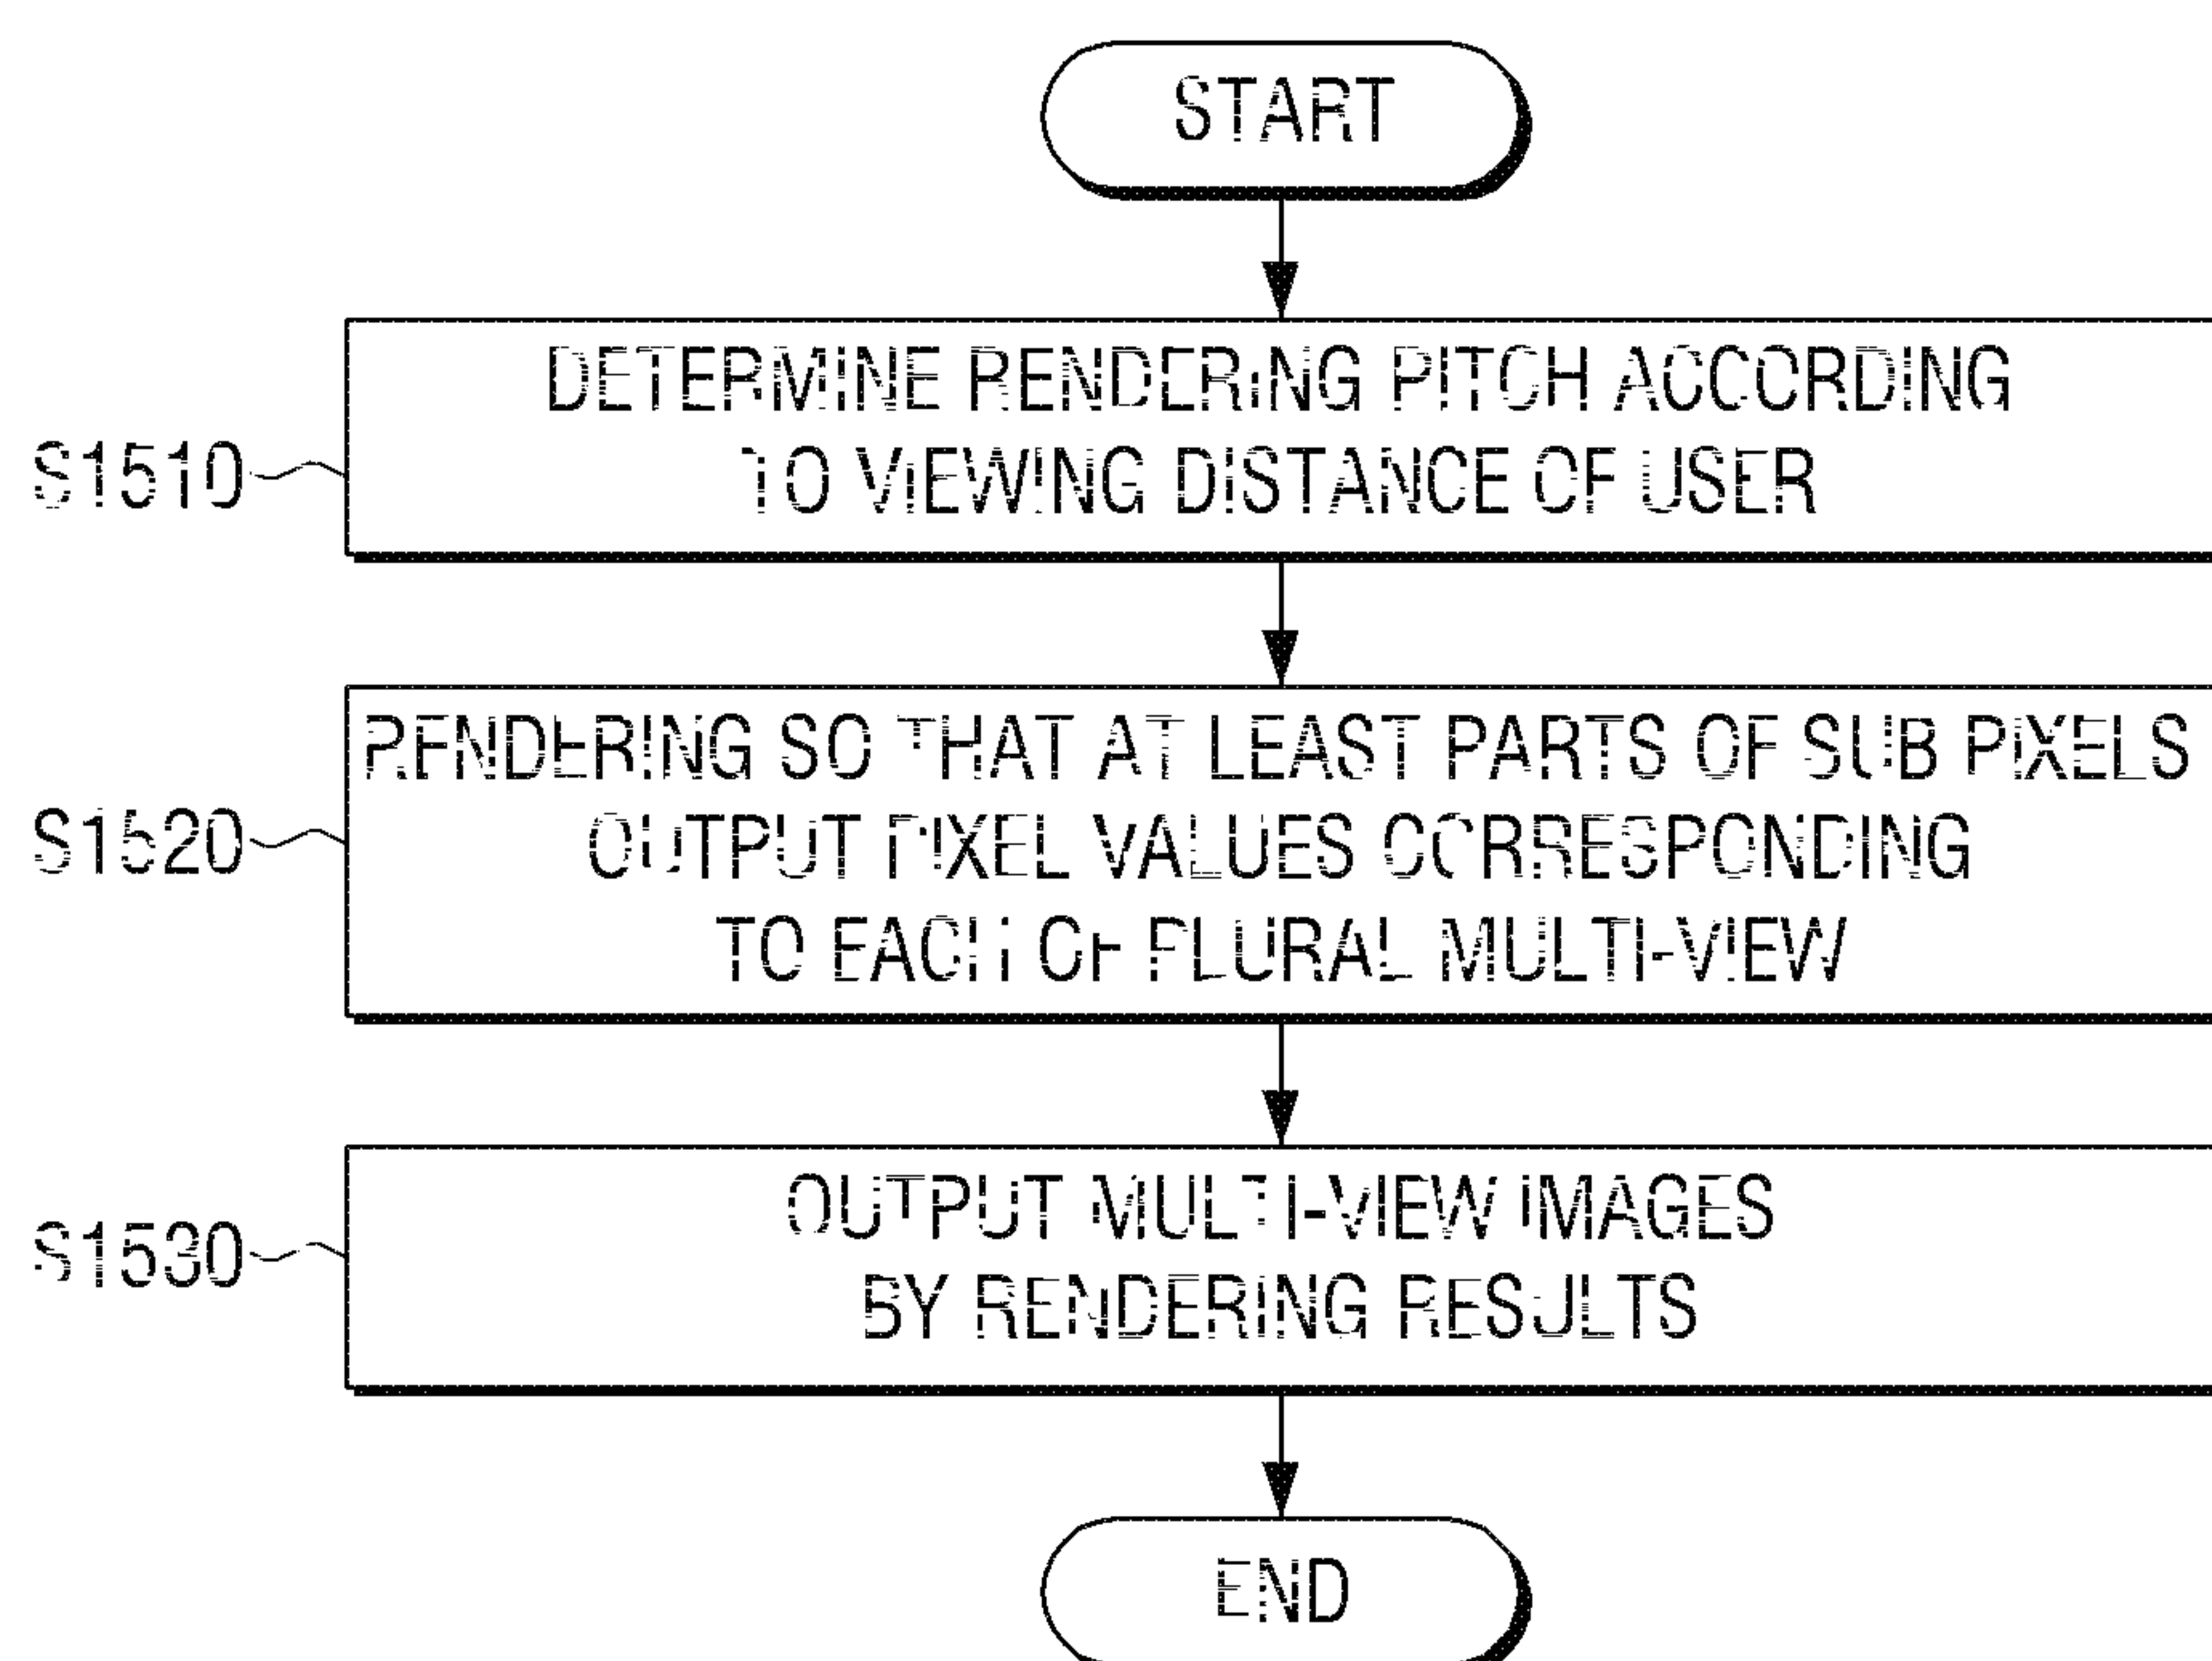 START
DETERMINE RENDERING PITCH ACCORDING
TO VIEWING DISTANCE OF USER
S1510
RENDERING SO THAT AT LEAST PARTS OF SUB PIXELS
OUTPUT PIXEL VALUES CORRESPONDING
TO EACH OF PLURAL MULTI-VIEW
S1520
OUTPUT MULTI-VIEW IMAGES
BY RENDERING RESULTS
S1530
END